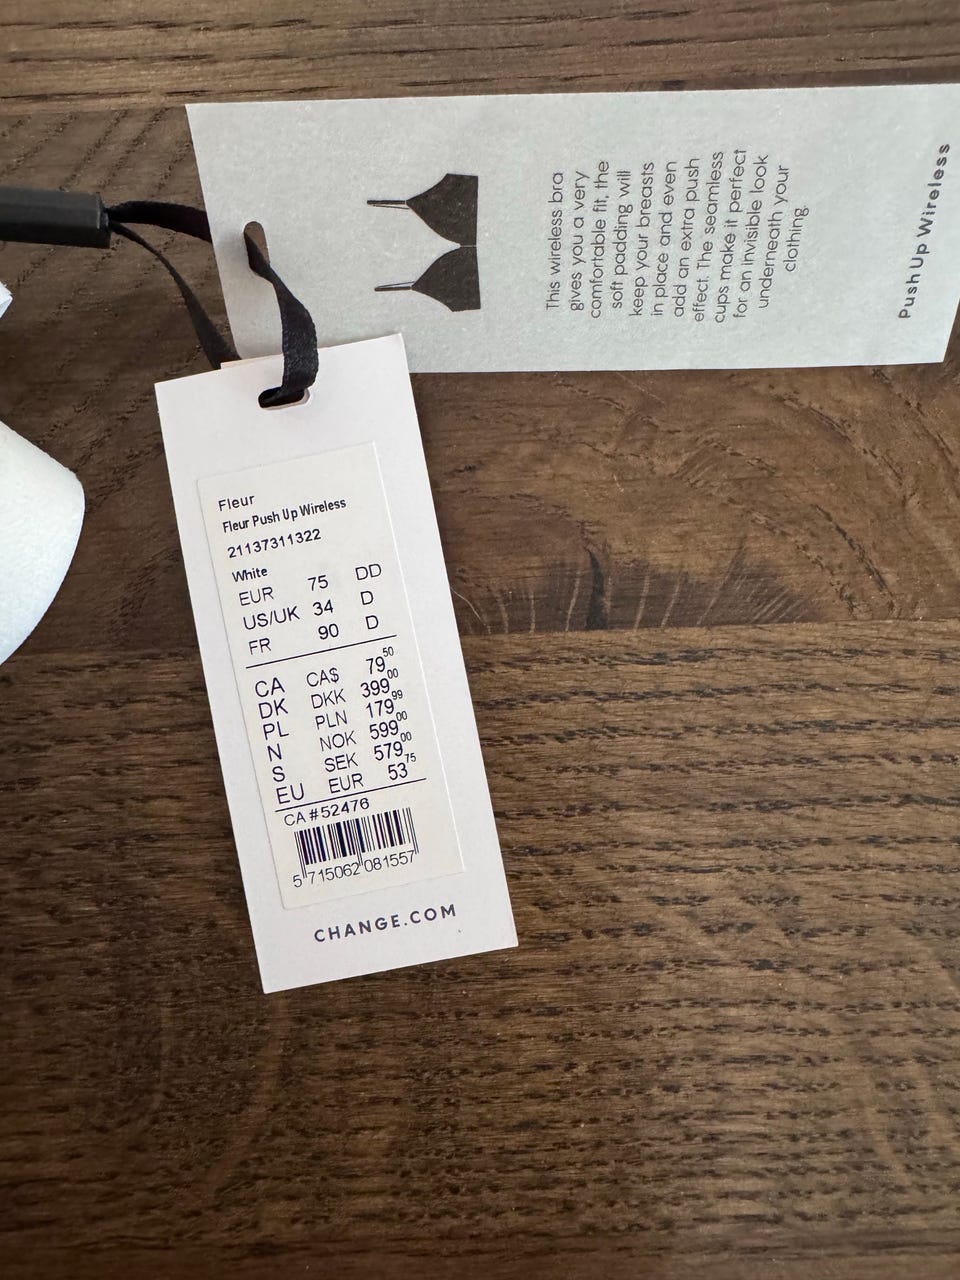 This wireless bra
gives you a very
comfortable fit, the
soft padding will
keep your breasts
in place and even
add an extra push
effect. The seamless
cups make it perfect
for an invisible look
underneath your
clothing.
Push Up Wireless
Fleur
Fleur Push Up Wireless
21137311322
White
EUR 75 DD
US/UK 34 D
FR 90 D
CA CA$ 79.50
DK DKK 399.00
PL PLN 179.99
N NOK 599.00
S SEK 579.00
EU EUR 53.75
CA #52476
5 715062 081557
CHANGE.COM